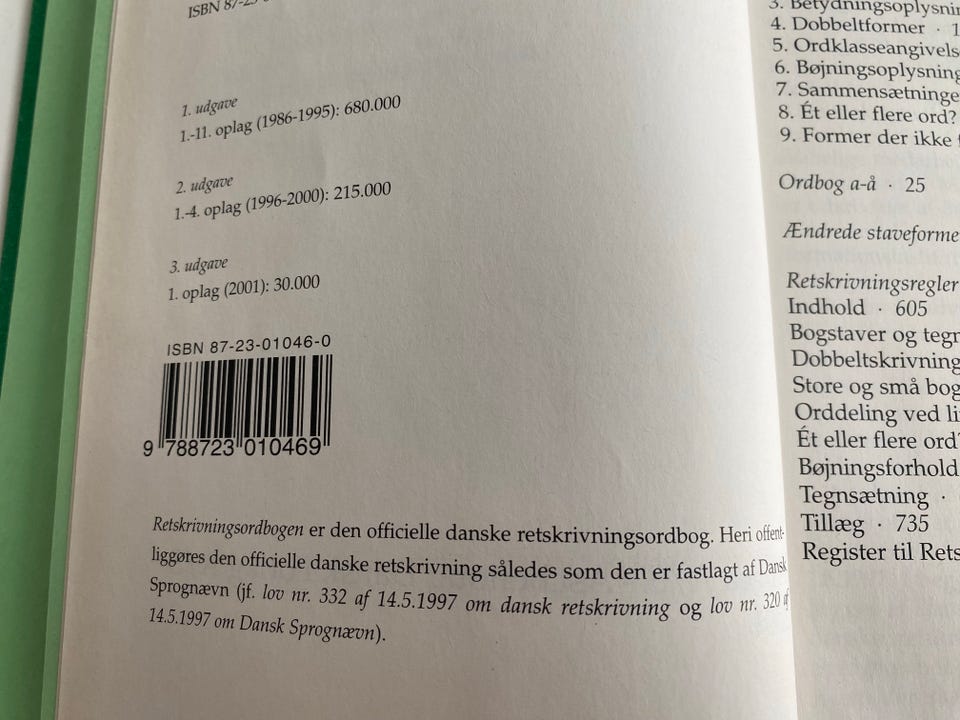 ISBN 87-23
1. udgave
1.-11. oplag (1986-1995): 680.000
2. udgave
1.-4. oplag (1996-2000): 215.000
3. udgave
1. oplag (2001): 30.000
ISBN 87-23-01046-0
9 788723 010469
Retskrivningsordbogen er den officielle danske retskrivningsordbog. Heri offent-
liggøres den officielle danske retskrivning således som den er fastlagt af Dansk
Sprognævn (jf. lov nr. 332 af 14.5.1997 om dansk retskrivning og lov nr. 320 af
14.5.1997 om Dansk Sprognævn).
3. Betydningsoplysnin
4. Dobbeltformer · 1
5. Ordklasseangivels
6. Bøjningsoplysning
7. Sammensætninge
8. Ét eller flere ord?
9. Former der ikke
Ordbog a-å · 25
Ændrede staveforme
Retskrivningsregler
Indhold · 605
Bogstaver og tegn
Dobbeltskrivning
Store og små bog
Orddeling ved li
Ét eller flere ord?
Bøjningsforhold
Tegnsætning ·
Tillæg · 735
Register til Rets